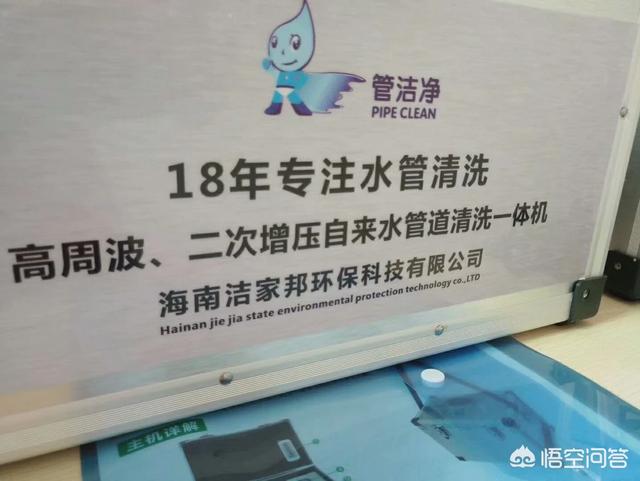 管洁净
PIPE CLEAN
18年专注水管清洗
高周波、二次增压自来水管道清洗一体机
海南洁家邦环保科技有限公司
Hainan jie jia state environmental protection technology co.,LTD
主机详解
悟空问答